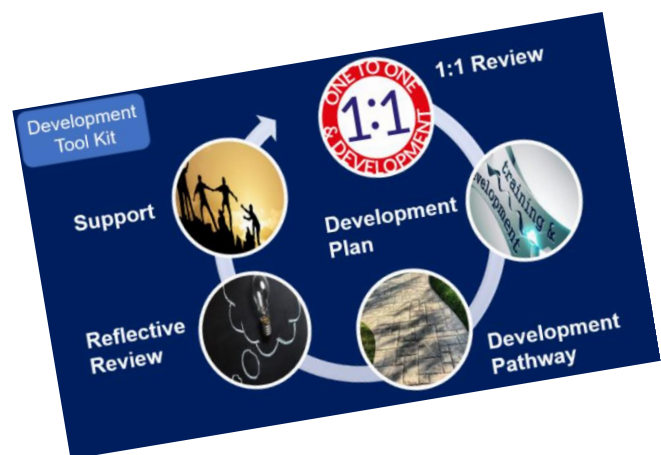 Development
Tool Kit
ONE TO ONE
1:1
& DEVELOPMENT
1:1 Review
Support
Development
Plan
training &
velopment
Reflective
Review
Development
Pathway